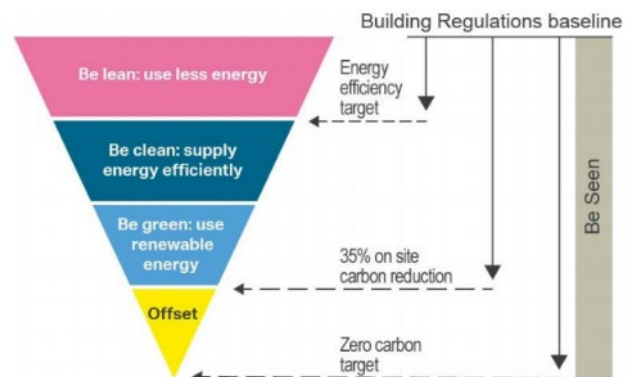 Building Regulations baseline
Be lean: use less energy
Energy
efficiency
target
Be clean: supply
energy efficiently
Be green: use
renewable
energy
35% on site
carbon reduction
Offset
Zero carbon
target
Be Seen